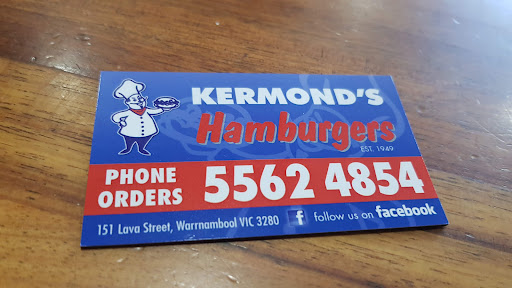 KERMOND'S
Hamburgers
EST. 1949
PHONE ORDERS
5562 4854
151 Lava Street, Warrnambool VIC 3280
f follow us on facebook